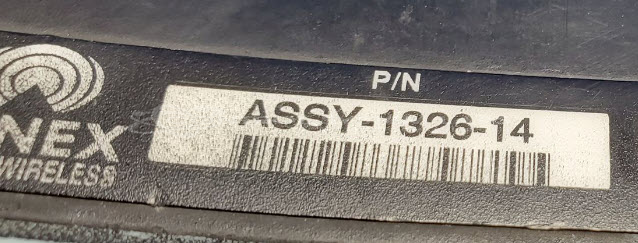 P/N
ASSY-1326-14
NEX
WIRELESS